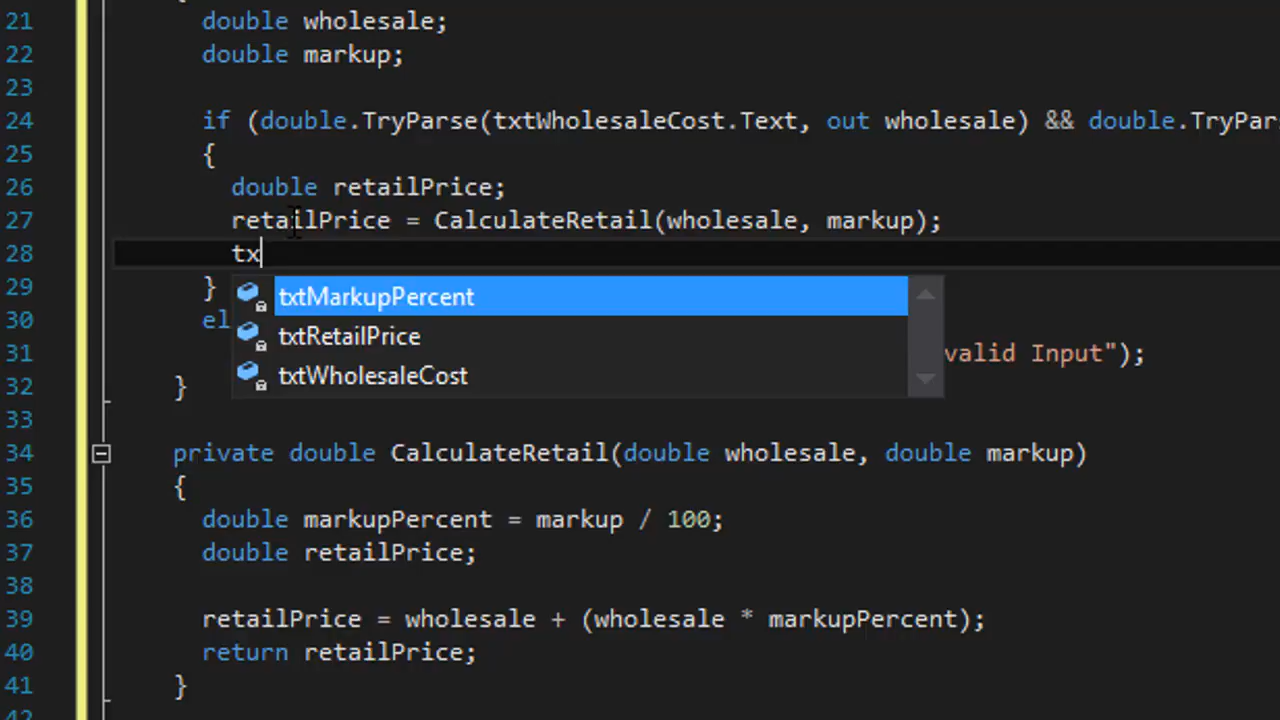 21 double wholesale;
22 double markup;
23
24 if (double.TryParse(txtWholesaleCost.Text, out wholesale) && double.TryPar
25 {
26 double retailPrice;
27 retailPrice = CalculateRetail(wholesale, markup);
28 tx
29 }
txtMarkupPercent
30 el
txtRetailPrice
31 valid Input");
txtWholesaleCost
32 }
33
34 private double CalculateRetail(double wholesale, double markup)
35 {
36 double markupPercent = markup / 100;
37 double retailPrice;
38
39 retailPrice = wholesale + (wholesale * markupPercent);
40 return retailPrice;
41 }
42